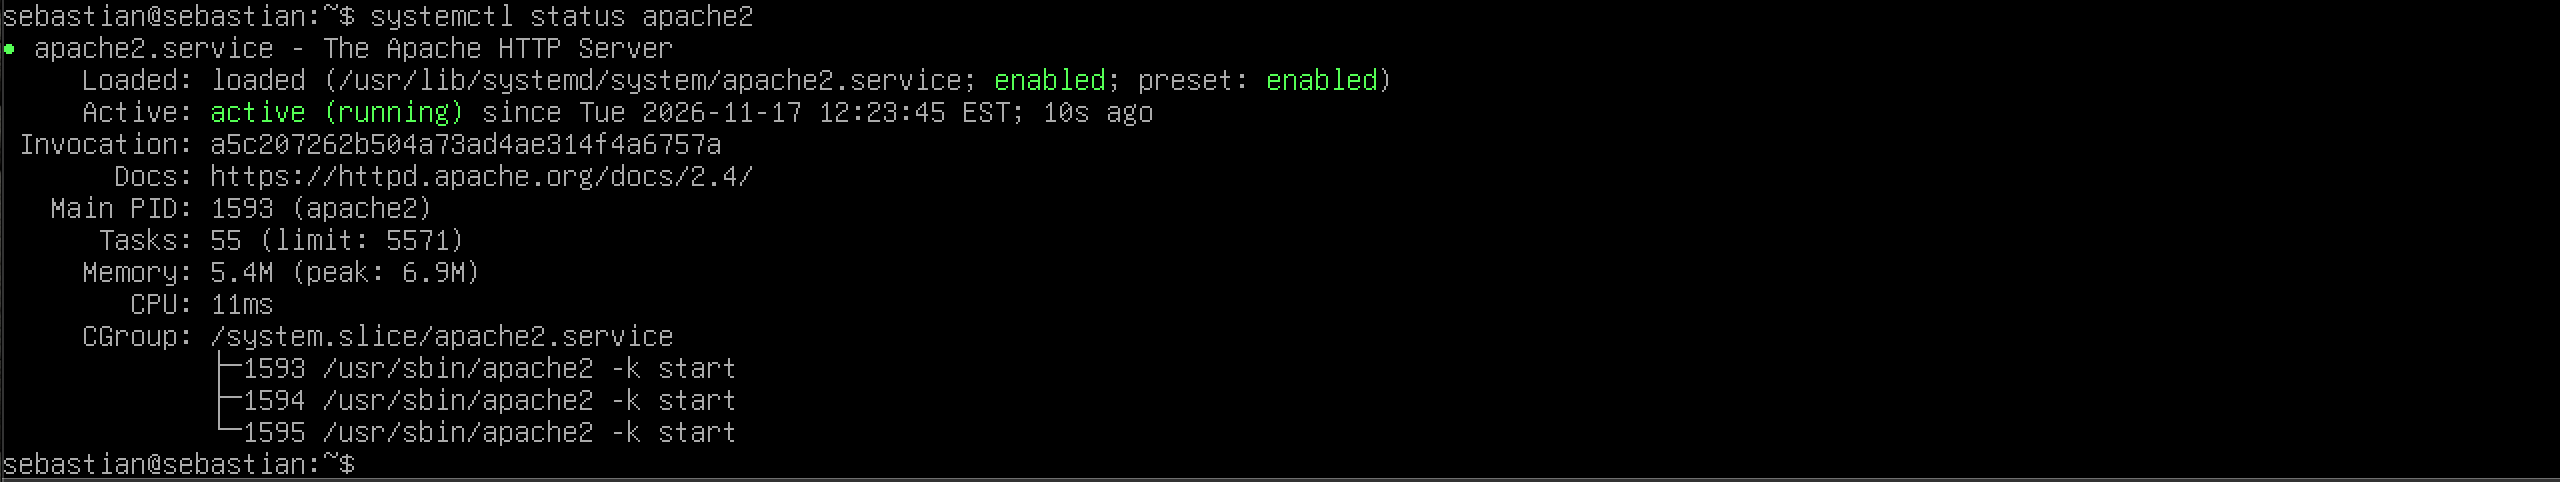 sebastian@sebastian:~$ systemctl status apache2
● apache2.service - The Apache HTTP Server
     Loaded: loaded (/usr/lib/systemd/system/apache2.service; enabled; preset: enabled)
     Active: active (running) since Tue 2026-11-17 12:23:45 EST; 10s ago
 Invocation: a5c207262b504a73ad4ae314f4a6757a
       Docs: https://httpd.apache.org/docs/2.4/
   Main PID: 1593 (apache2)
      Tasks: 55 (limit: 5571)
     Memory: 5.4M (peak: 6.9M)
        CPU: 11ms
     CGroup: /system.slice/apache2.service
             ├─1593 /usr/sbin/apache2 -k start
             ├─1594 /usr/sbin/apache2 -k start
             └─1595 /usr/sbin/apache2 -k start
sebastian@sebastian:~$